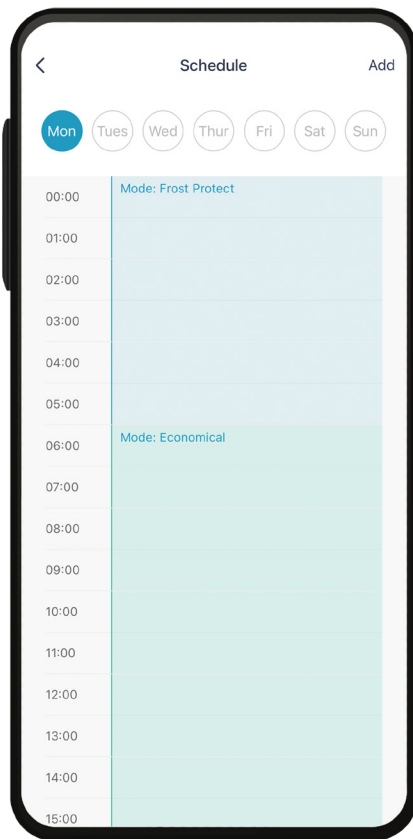 Schedule
Add
Mon Tues Wed Thur Fri Sat Sun
00:00 Mode: Frost Protect
01:00
02:00
03:00
04:00
05:00
06:00 Mode: Economical
07:00
08:00
09:00
10:00
11:00
12:00
13:00
14:00
15:00